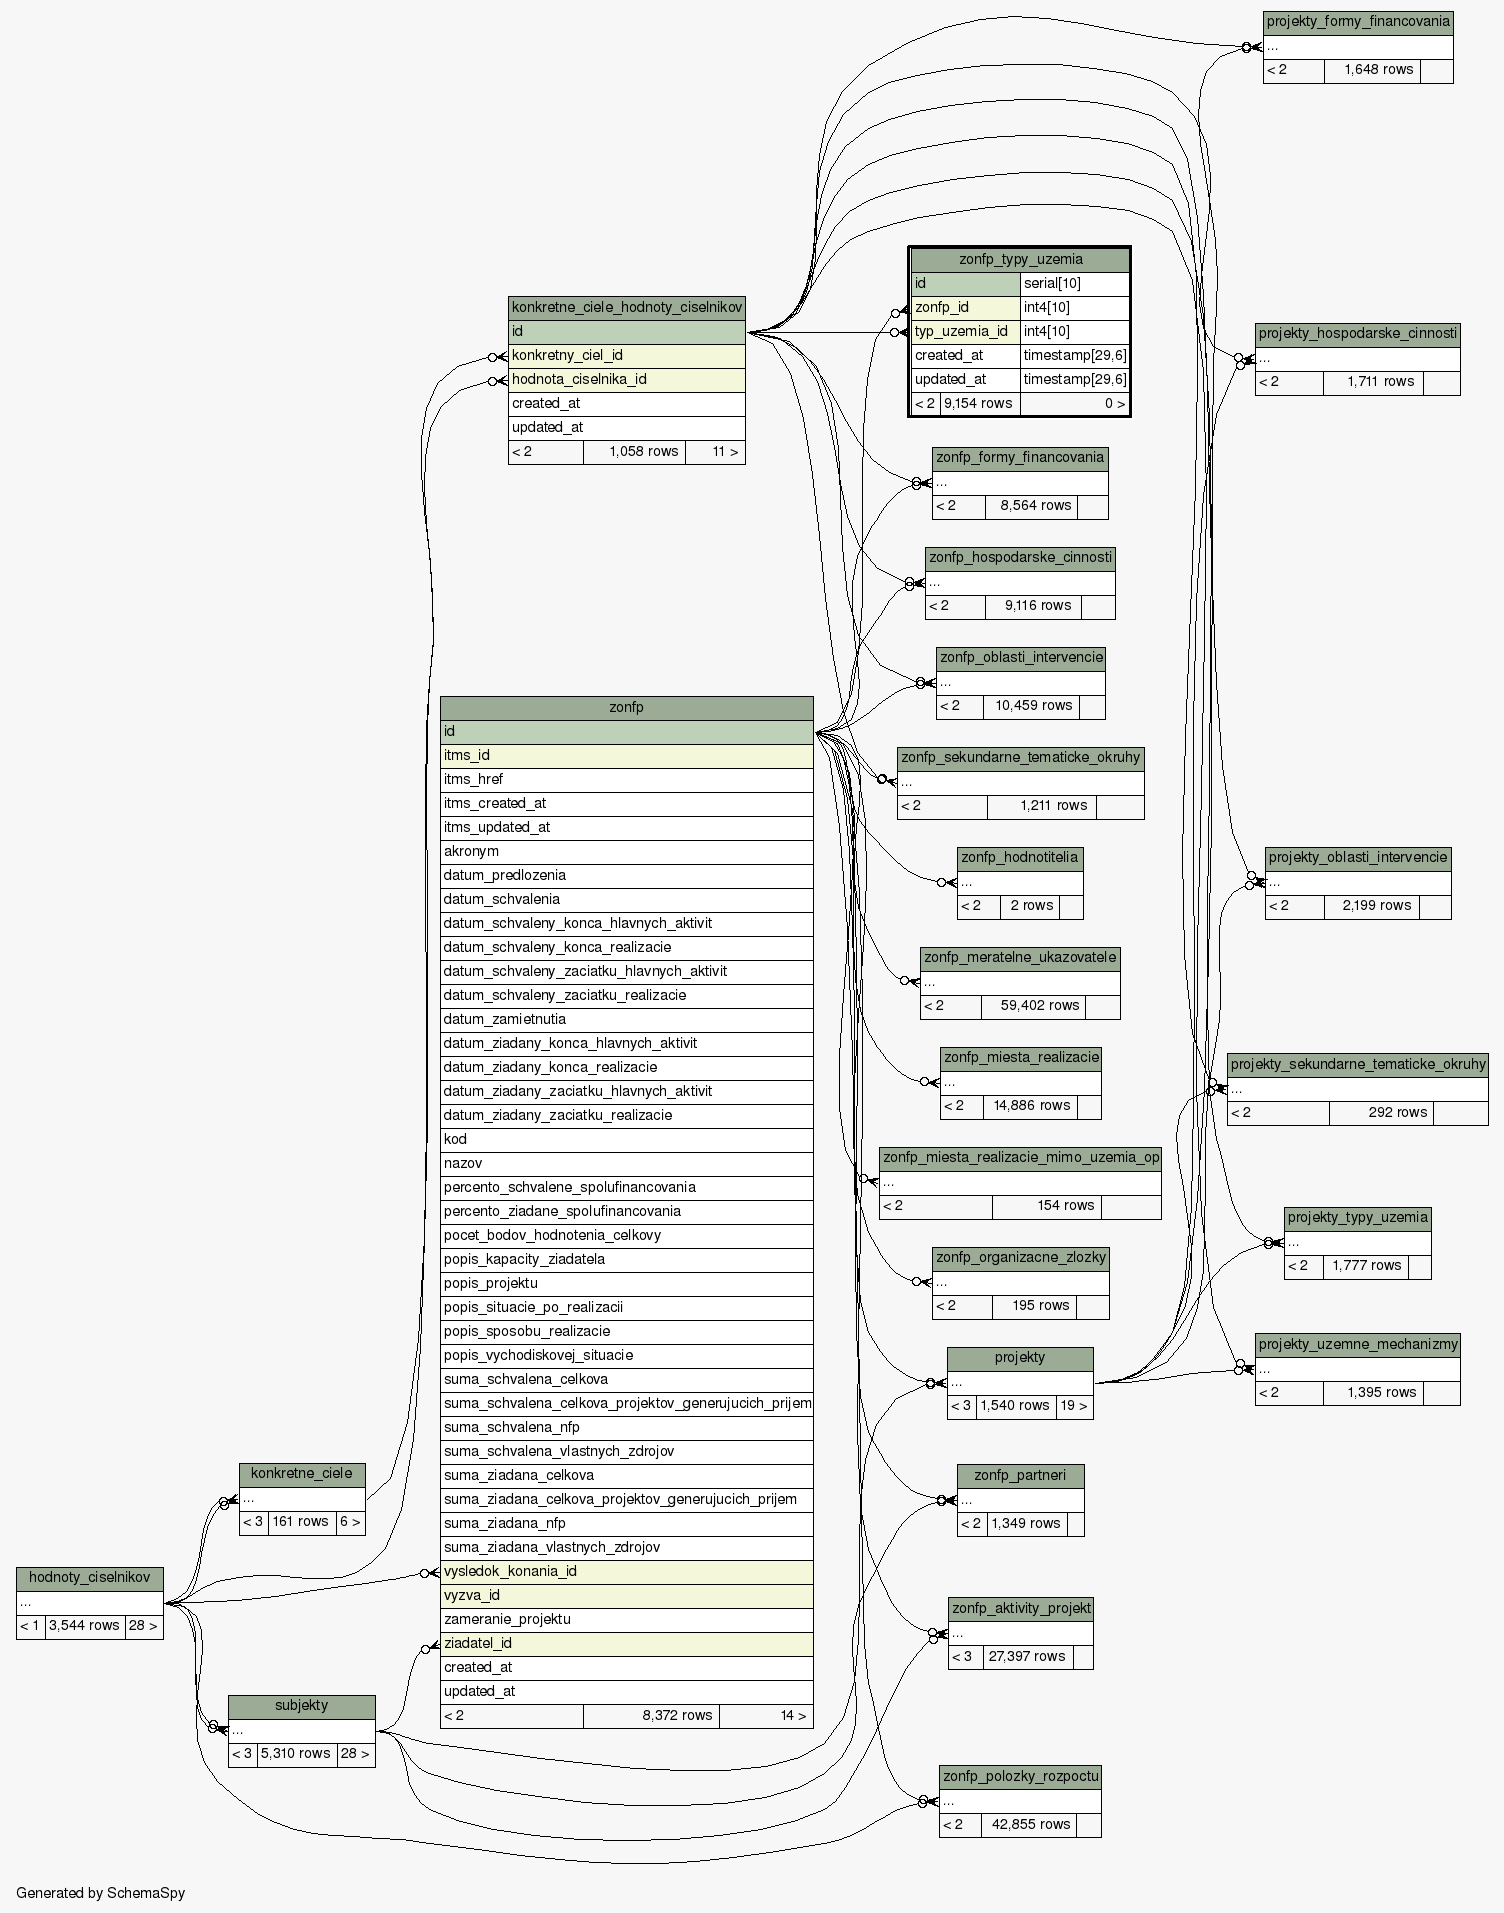 projekty_formy_financovania
...
< 2 1,648 rows
zonfp_typy_uzemia
id serial[10]
zonfp_id int4[10]
typ_uzemia_id int4[10]
created_at timestamp[29,6]
updated_at timestamp[29,6]
< 2 9,154 rows 0 >
konkretne_ciele_hodnoty_ciselnikov
id
konkretny_ciel_id
hodnota_ciselnika_id
created_at
updated_at
< 2 1,058 rows 11 >
projekty_hospodarske_cinnosti
...
< 2 1,711 rows
zonfp_formy_financovania
...
< 2 8,564 rows
zonfp_hospodarske_cinnosti
...
< 2 9,116 rows
zonfp_oblasti_intervencie
...
< 2 10,459 rows
zonfp
id
itms_id
itms_href
itms_created_at
itms_updated_at
akronym
datum_predlozenia
datum_schvalenia
datum_schvaleny_konca_hlavnych_aktivit
datum_schvaleny_konca_realizacie
datum_schvaleny_zaciatku_hlavnych_aktivit
datum_schvaleny_zaciatku_realizacie
datum_zamietnutia
datum_ziadany_konca_hlavnych_aktivit
datum_ziadany_konca_realizacie
datum_ziadany_zaciatku_hlavnych_aktivit
datum_ziadany_zaciatku_realizacie
kod
nazov
percento_schvalene_spolufinancovania
percento_ziadane_spolufinancovania
pocet_bodov_hodnotenia_celkovy
popis_kapacity_ziadatela
popis_projektu
popis_situacie_po_realizacii
popis_sposobu_realizacie
popis_vychodiskovej_situacie
suma_schvalena_celkova
suma_schvalena_celkova_projektov_generujucich_prijem
suma_schvalena_nfp
suma_schvalena_vlastnych_zdrojov
suma_ziadana_celkova
suma_ziadana_celkova_projektov_generujucich_prijem
suma_ziadana_nfp
suma_ziadana_vlastnych_zdrojov
vysledok_konania_id
vyzva_id
zameranie_projektu
ziadatel_id
created_at
updated_at
< 2 8,372 rows 14 >
zonfp_sekundarne_tematicke_okruhy
...
< 2 1,211 rows
zonfp_hodnotitelia
...
< 2 2 rows
projekty_oblasti_intervencie
...
< 2 2,199 rows
zonfp_meratelne_ukazovatele
...
< 2 59,402 rows
zonfp_miesta_realizacie
...
< 2 14,886 rows
projekty_sekundarne_tematicke_okruhy
...
< 2 292 rows
zonfp_miesta_realizacie_mimo_uzemia_op
...
< 2 154 rows
projekty_typy_uzemia
...
< 2 1,777 rows
zonfp_organizacne_zlozky
...
< 2 195 rows
projekty
...
< 3 1,540 rows 19 >
projekty_uzemne_mechanizmy
...
< 2 1,395 rows
konkretne_ciele
...
< 3 161 rows 6 >
zonfp_partneri
...
< 2 1,349 rows
hodnoty_ciselnikov
...
< 1 3,544 rows 28 >
zonfp_aktivity_projekt
...
< 3 27,397 rows
subjekty
...
< 3 5,310 rows 28 >
zonfp_polozky_rozpoctu
...
< 2 42,855 rows
Generated by SchemaSpy